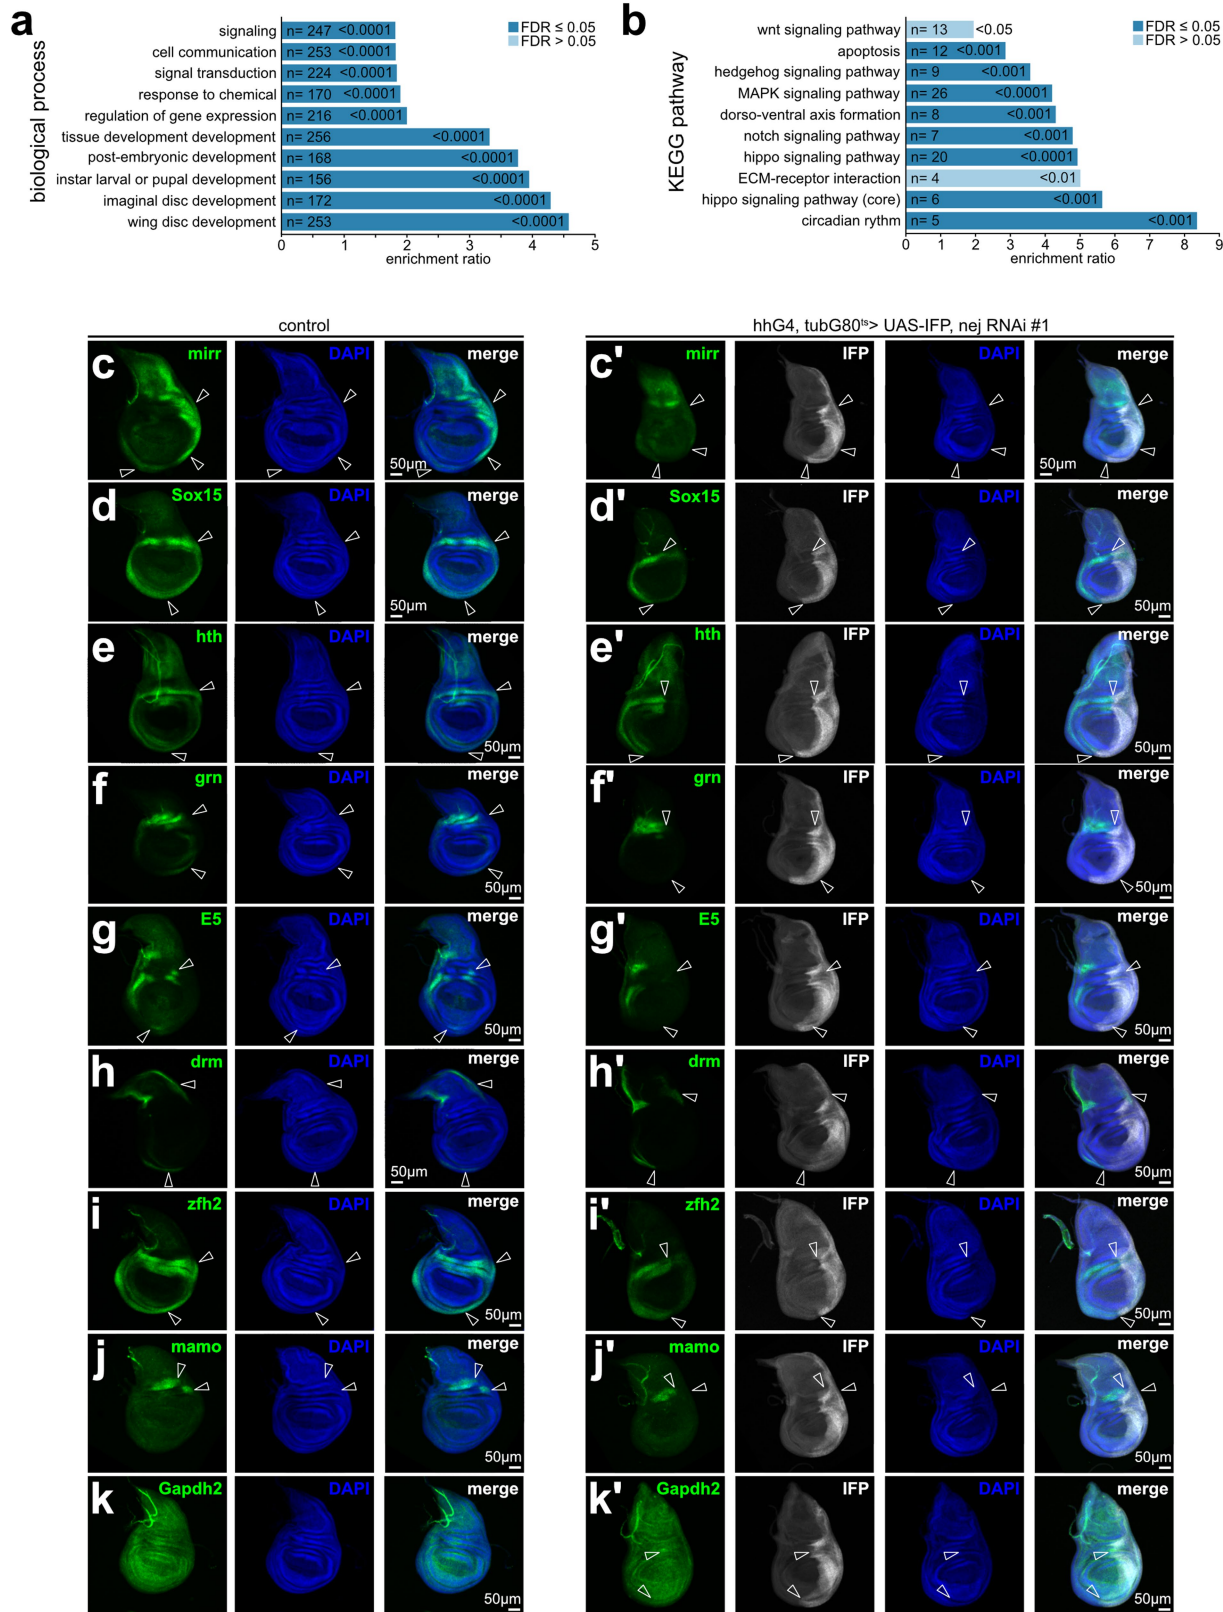 a
biological process
signaling n= 247 <0.0001
cell communication n= 253 <0.0001
signal transduction n= 224 <0.0001
response to chemical n= 170 <0.0001
regulation of gene expression n= 216 <0.0001
tissue development development n= 256 <0.0001
post-embryonic development n= 168 <0.0001
instar larval or pupal development n= 156 <0.0001
imaginal disc development n= 172 <0.0001
wing disc development n= 253 <0.0001
0 1 2 3 4 5
enrichment ratio
FDR ≤ 0.05
FDR > 0.05
b
KEGG pathway
wnt signaling pathway n= 13 <0.05
apoptosis n= 12 <0.001
hedgehog signaling pathway n= 9 <0.001
MAPK signaling pathway n= 26 <0.0001
dorso-ventral axis formation n= 8 <0.001
notch signaling pathway n= 7 <0.001
hippo signaling pathway n= 20 <0.0001
ECM-receptor interaction n= 4 <0.01
hippo signaling pathway (core) n= 6 <0.001
circadian rythm n= 5 <0.001
0 1 2 3 4 5 6 7 8 9
enrichment ratio
FDR ≤ 0.05
FDR > 0.05
control
hhG4, tubG80ts> UAS-IFP, nej RNAi #1
c mirr DAPI merge 50µm
c' mirr IFP DAPI merge 50µm
d Sox15 DAPI merge 50µm
d' Sox15 IFP DAPI merge 50µm
e hth DAPI merge 50µm
e' hth IFP DAPI merge 50µm
f grn DAPI merge 50µm
f' grn IFP DAPI merge 50µm
g E5 DAPI merge 50µm
g' E5 IFP DAPI merge 50µm
h drm DAPI merge 50µm
h' drm IFP DAPI merge 50µm
i zfh2 DAPI merge 50µm
i' zfh2 IFP DAPI merge 50µm
j mamo DAPI merge 50µm
j' mamo IFP DAPI merge 50µm
k Gapdh2 DAPI merge 50µm
k' Gapdh2 IFP DAPI merge 50µm